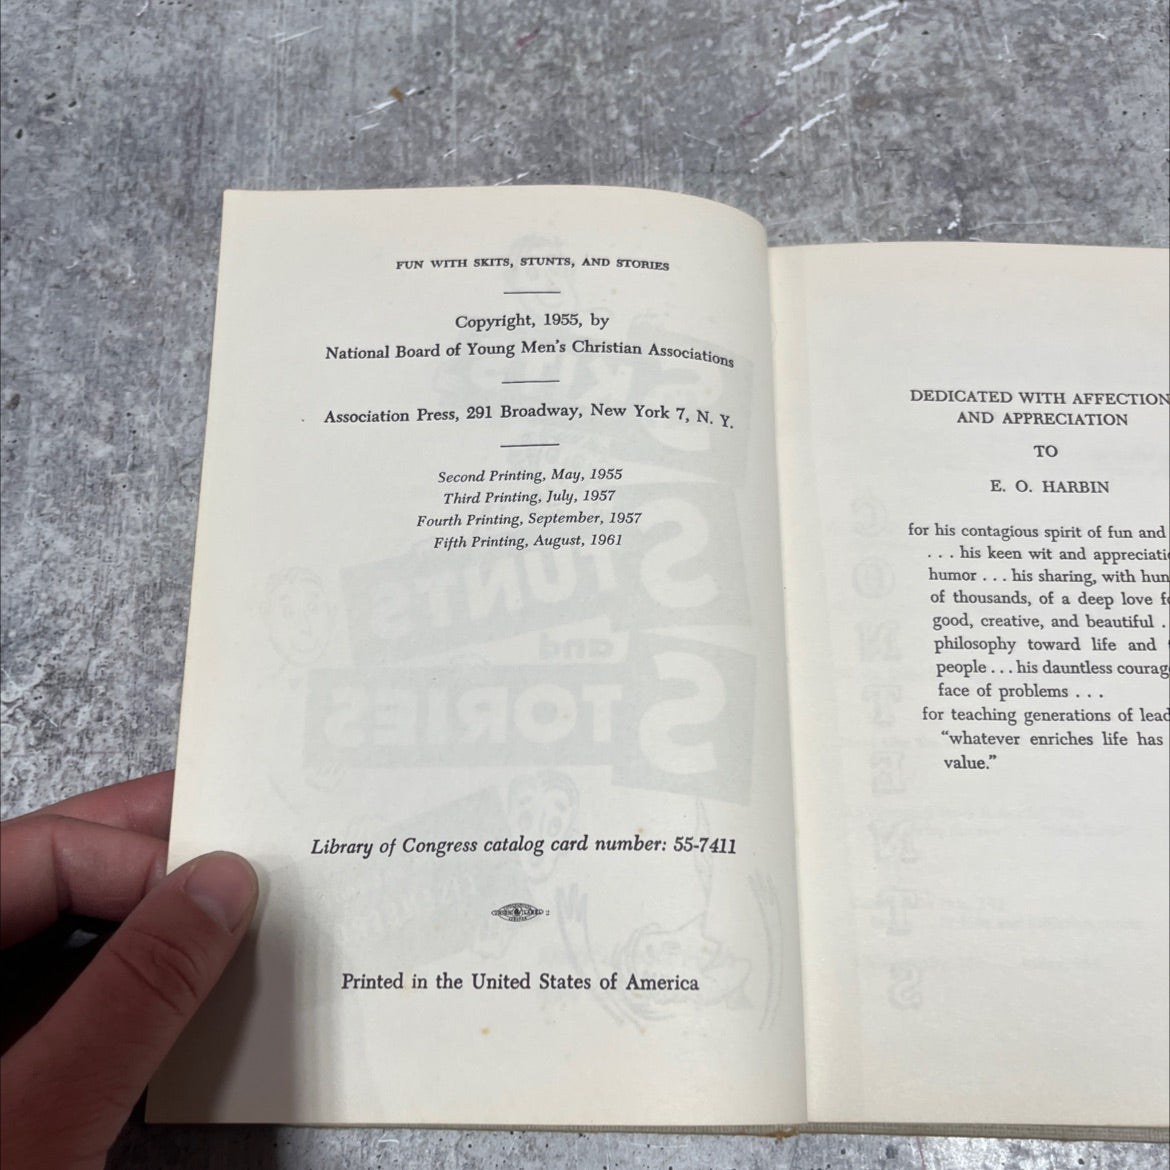 FUN WITH SKITS, STUNTS, AND STORIES
Copyright, 1955, by
National Board of Young Men's Christian Associations
Association Press, 291 Broadway, New York 7, N. Y.
Second Printing, May, 1955
Third Printing, July, 1957
Fourth Printing, September, 1957
Fifth Printing, August, 1961
Library of Congress catalog card number: 55-7411
Printed in the United States of America
DEDICATED WITH AFFECTION
AND APPRECIATION
TO
E. O. HARBIN
for his contagious spirit of fun and
. . . his keen wit and appreciati
humor . . . his sharing, with hun
of thousands, of a deep love f
good, creative, and beautiful .
philosophy toward life and
people . . . his dauntless courag
face of problems . . .
for teaching generations of lead
"whatever enriches life has
value."